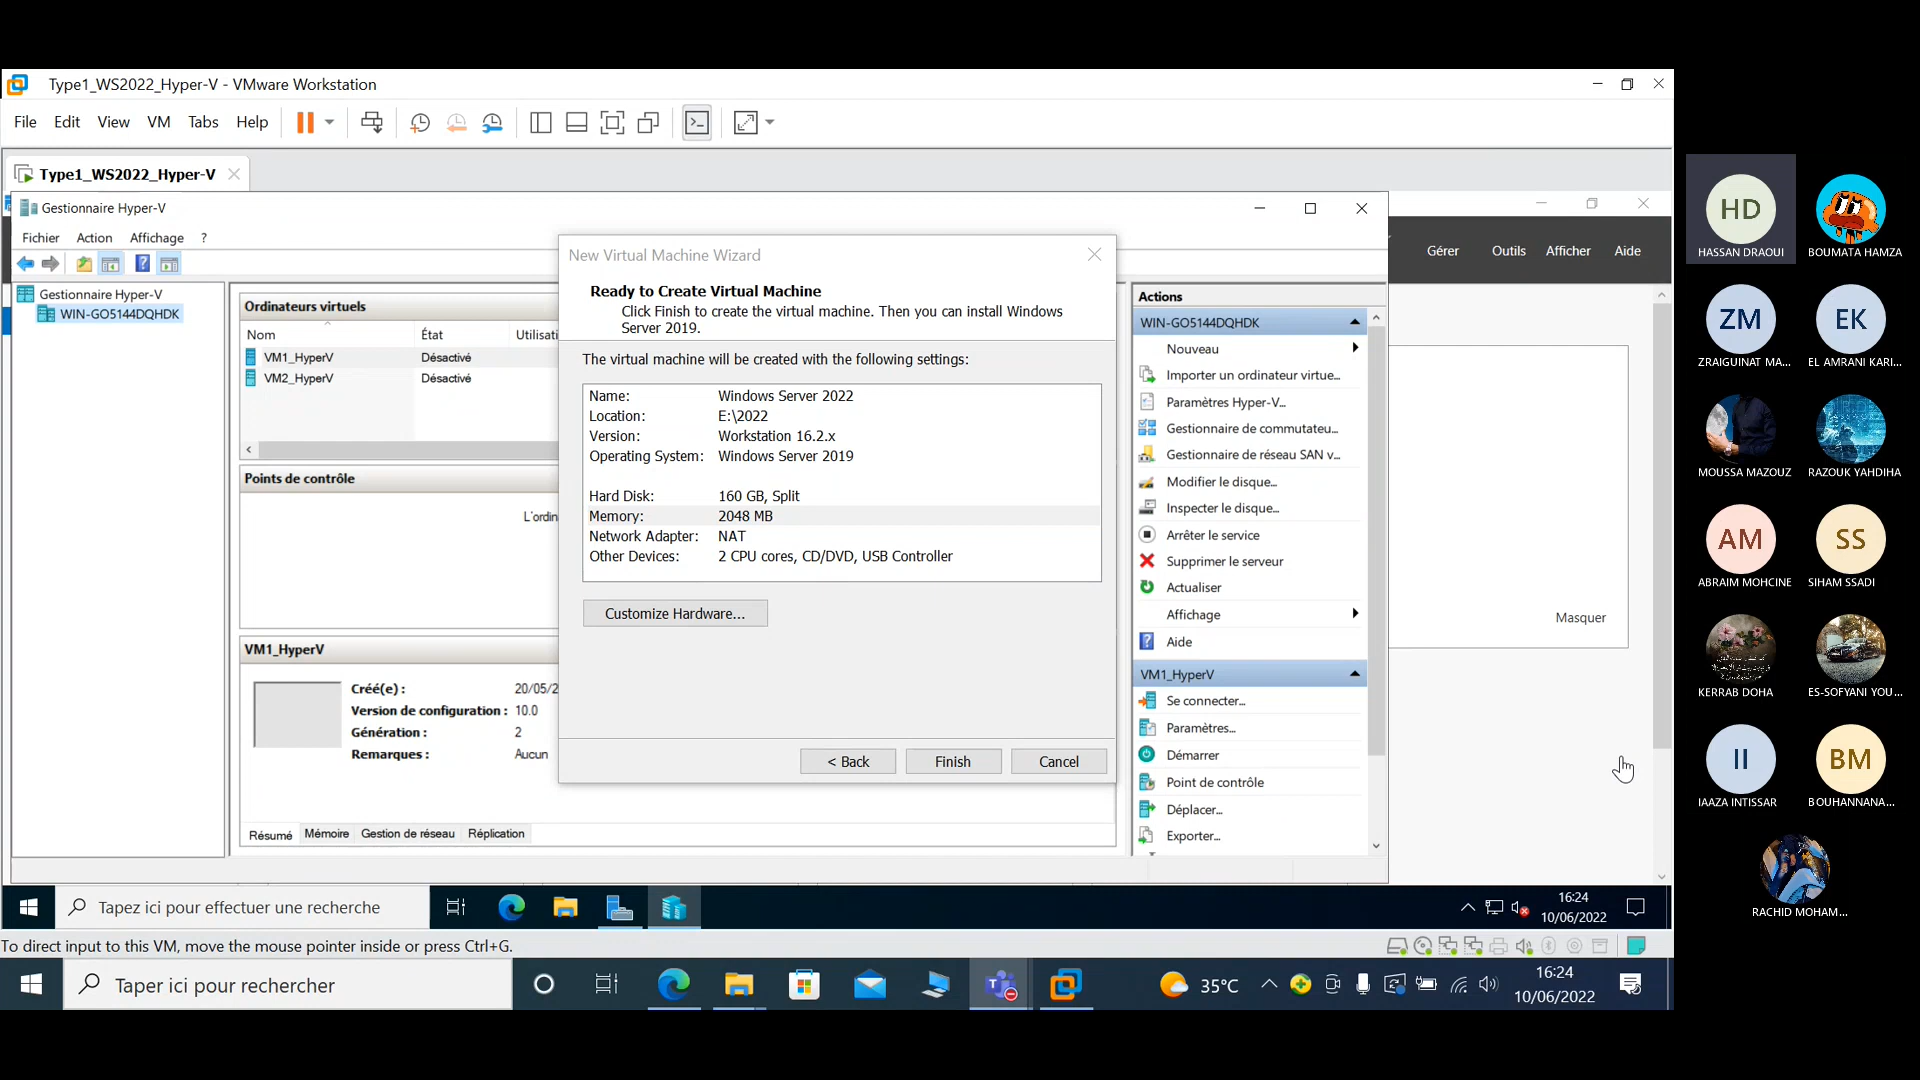 Type1_WS2022_Hyper-V - VMware Workstation
File Edit View VM Tabs Help
Type1_WS2022_Hyper-V
Gestionnaire Hyper-V
Fichier Action Affichage ?
Gérer Outils Afficher Aide
Gestionnaire Hyper-V
WIN-GO5144DQHDK
Ordinateurs virtuels
Nom État Utilisati
VM1_HyperV Désactivé
VM2_HyperV Désactivé
Points de contrôle
L'ordin
VM1_HyperV
Créé(e) : 20/05/2
Version de configuration : 10.0
Génération : 2
Remarques : Aucun
Résumé Mémoire Gestion de réseau Réplication
New Virtual Machine Wizard
Ready to Create Virtual Machine
Click Finish to create the virtual machine. Then you can install Windows
Server 2019.
The virtual machine will be created with the following settings:
Name: Windows Server 2022
Location: E:\2022
Version: Workstation 16.2.x
Operating System: Windows Server 2019
Hard Disk: 160 GB, Split
Memory: 2048 MB
Network Adapter: NAT
Other Devices: 2 CPU cores, CD/DVD, USB Controller
Customize Hardware...
< Back Finish Cancel
Actions
WIN-GO5144DQHDK
Nouveau
Importer un ordinateur virtue...
Paramètres Hyper-V...
Gestionnaire de commutateu...
Gestionnaire de réseau SAN v...
Modifier le disque...
Inspecter le disque...
Arrêter le service
Supprimer le serveur
Actualiser
Affichage
Aide
VM1_HyperV
Se connecter...
Paramètres...
Démarrer
Point de contrôle
Déplacer...
Exporter...
Masquer
Tapez ici pour effectuer une recherche
16:24
10/06/2022
To direct input to this VM, move the mouse pointer inside or press Ctrl+G.
Taper ici pour rechercher
35°C
16:24
10/06/2022
HD
HASSAN DRAOUI BOUMATA HAMZA
ZM EK
ZRAIGUINAT MA... EL AMRANI KARI...
MOUSSA MAZOUZ RAZOUK YAHDIHA
AM SS
ABRAIM MOHCINE SIHAM SSADI
KERRAB DOHA ES-SOFYANI YOU...
II BM
IAAZA INTISSAR BOUHANNANA...
RACHID MOHAM...